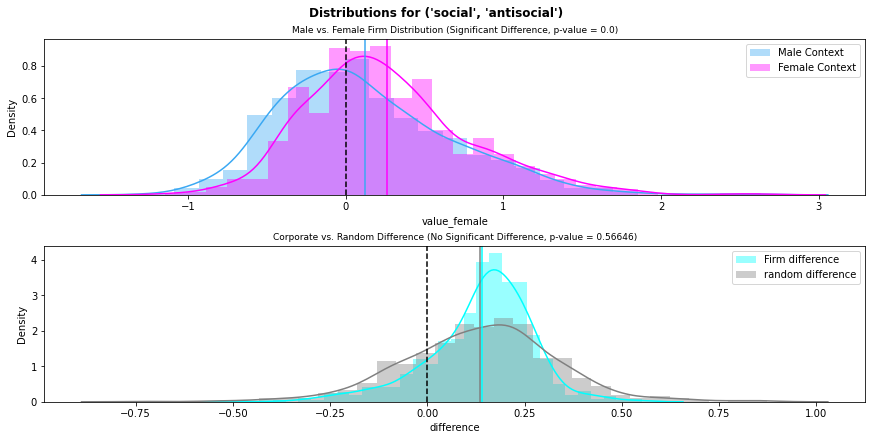 Distributions for ('social', 'antisocial')
Male vs. Female Firm Distribution (Significant Difference, p-value = 0.0)
Male Context
Female Context
Density
0.8
0.6
0.4
0.2
0.0
−1
0
1
2
3
value_female
Corporate vs. Random Difference (No Significant Difference, p-value = 0.56646)
Firm difference
random difference
Density
4
3
2
1
0
−0.75
−0.50
−0.25
0.00
0.25
0.50
0.75
1.00
difference